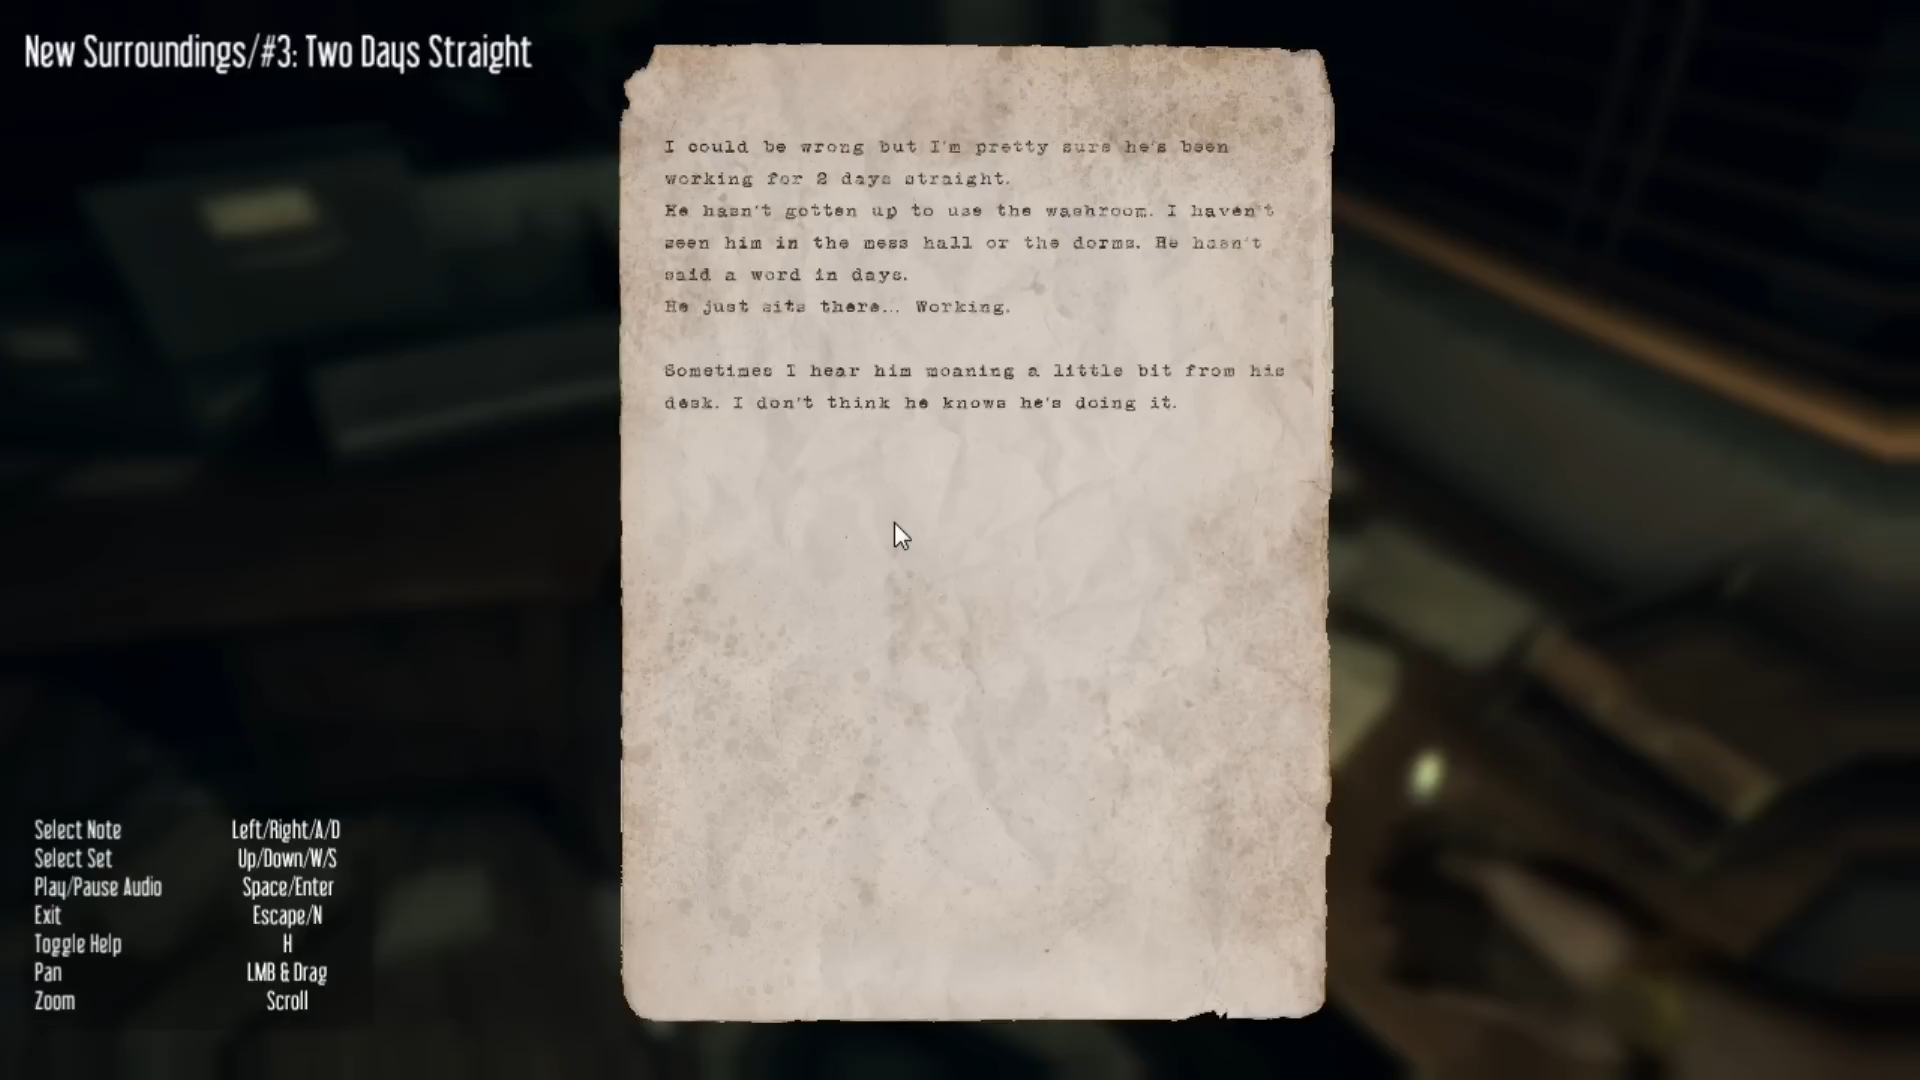 New Surroundings/#3: Two Days Straight
I could be wrong but I'm pretty sure he's been
working for 2 days straight.
He hasn't gotten up to use the washroom. I haven't
seen him in the mess hall or the dorms. He hasn't
said a word in days.
He just sits there... Working.
Sometimes I hear him moaning a little bit from his
desk. I don't think he knows he's doing it.
Select Note Left/Right/A/D
Select Set Up/Down/W/S
Play/Pause Audio Space/Enter
Exit Escape/N
Toggle Help H
Pan LMB & Drag
Zoom Scroll